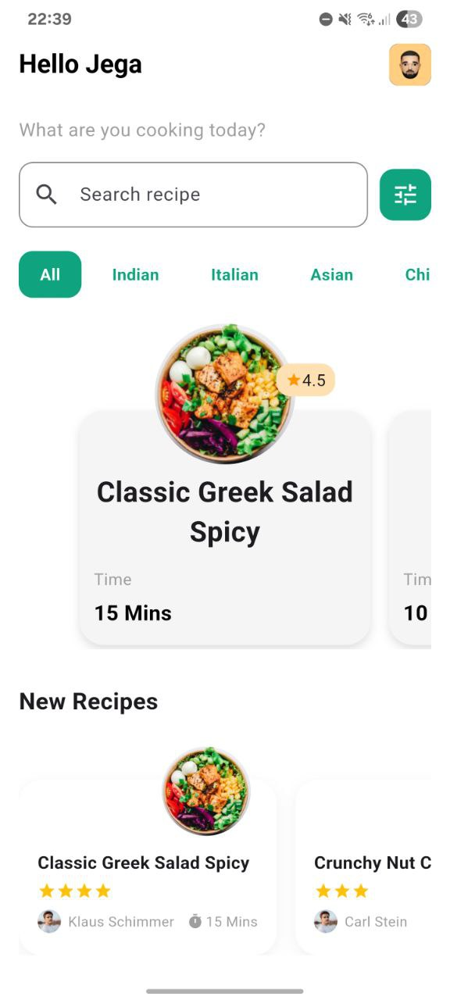 22:39
43
Hello Jega
What are you cooking today?
Search recipe
All Indian Italian Asian Chi
4.5
Classic Greek Salad
Spicy
Time
Tim
15 Mins
10
New Recipes
Classic Greek Salad Spicy
Crunchy Nut C
Klaus Schimmer 15 Mins
Carl Stein